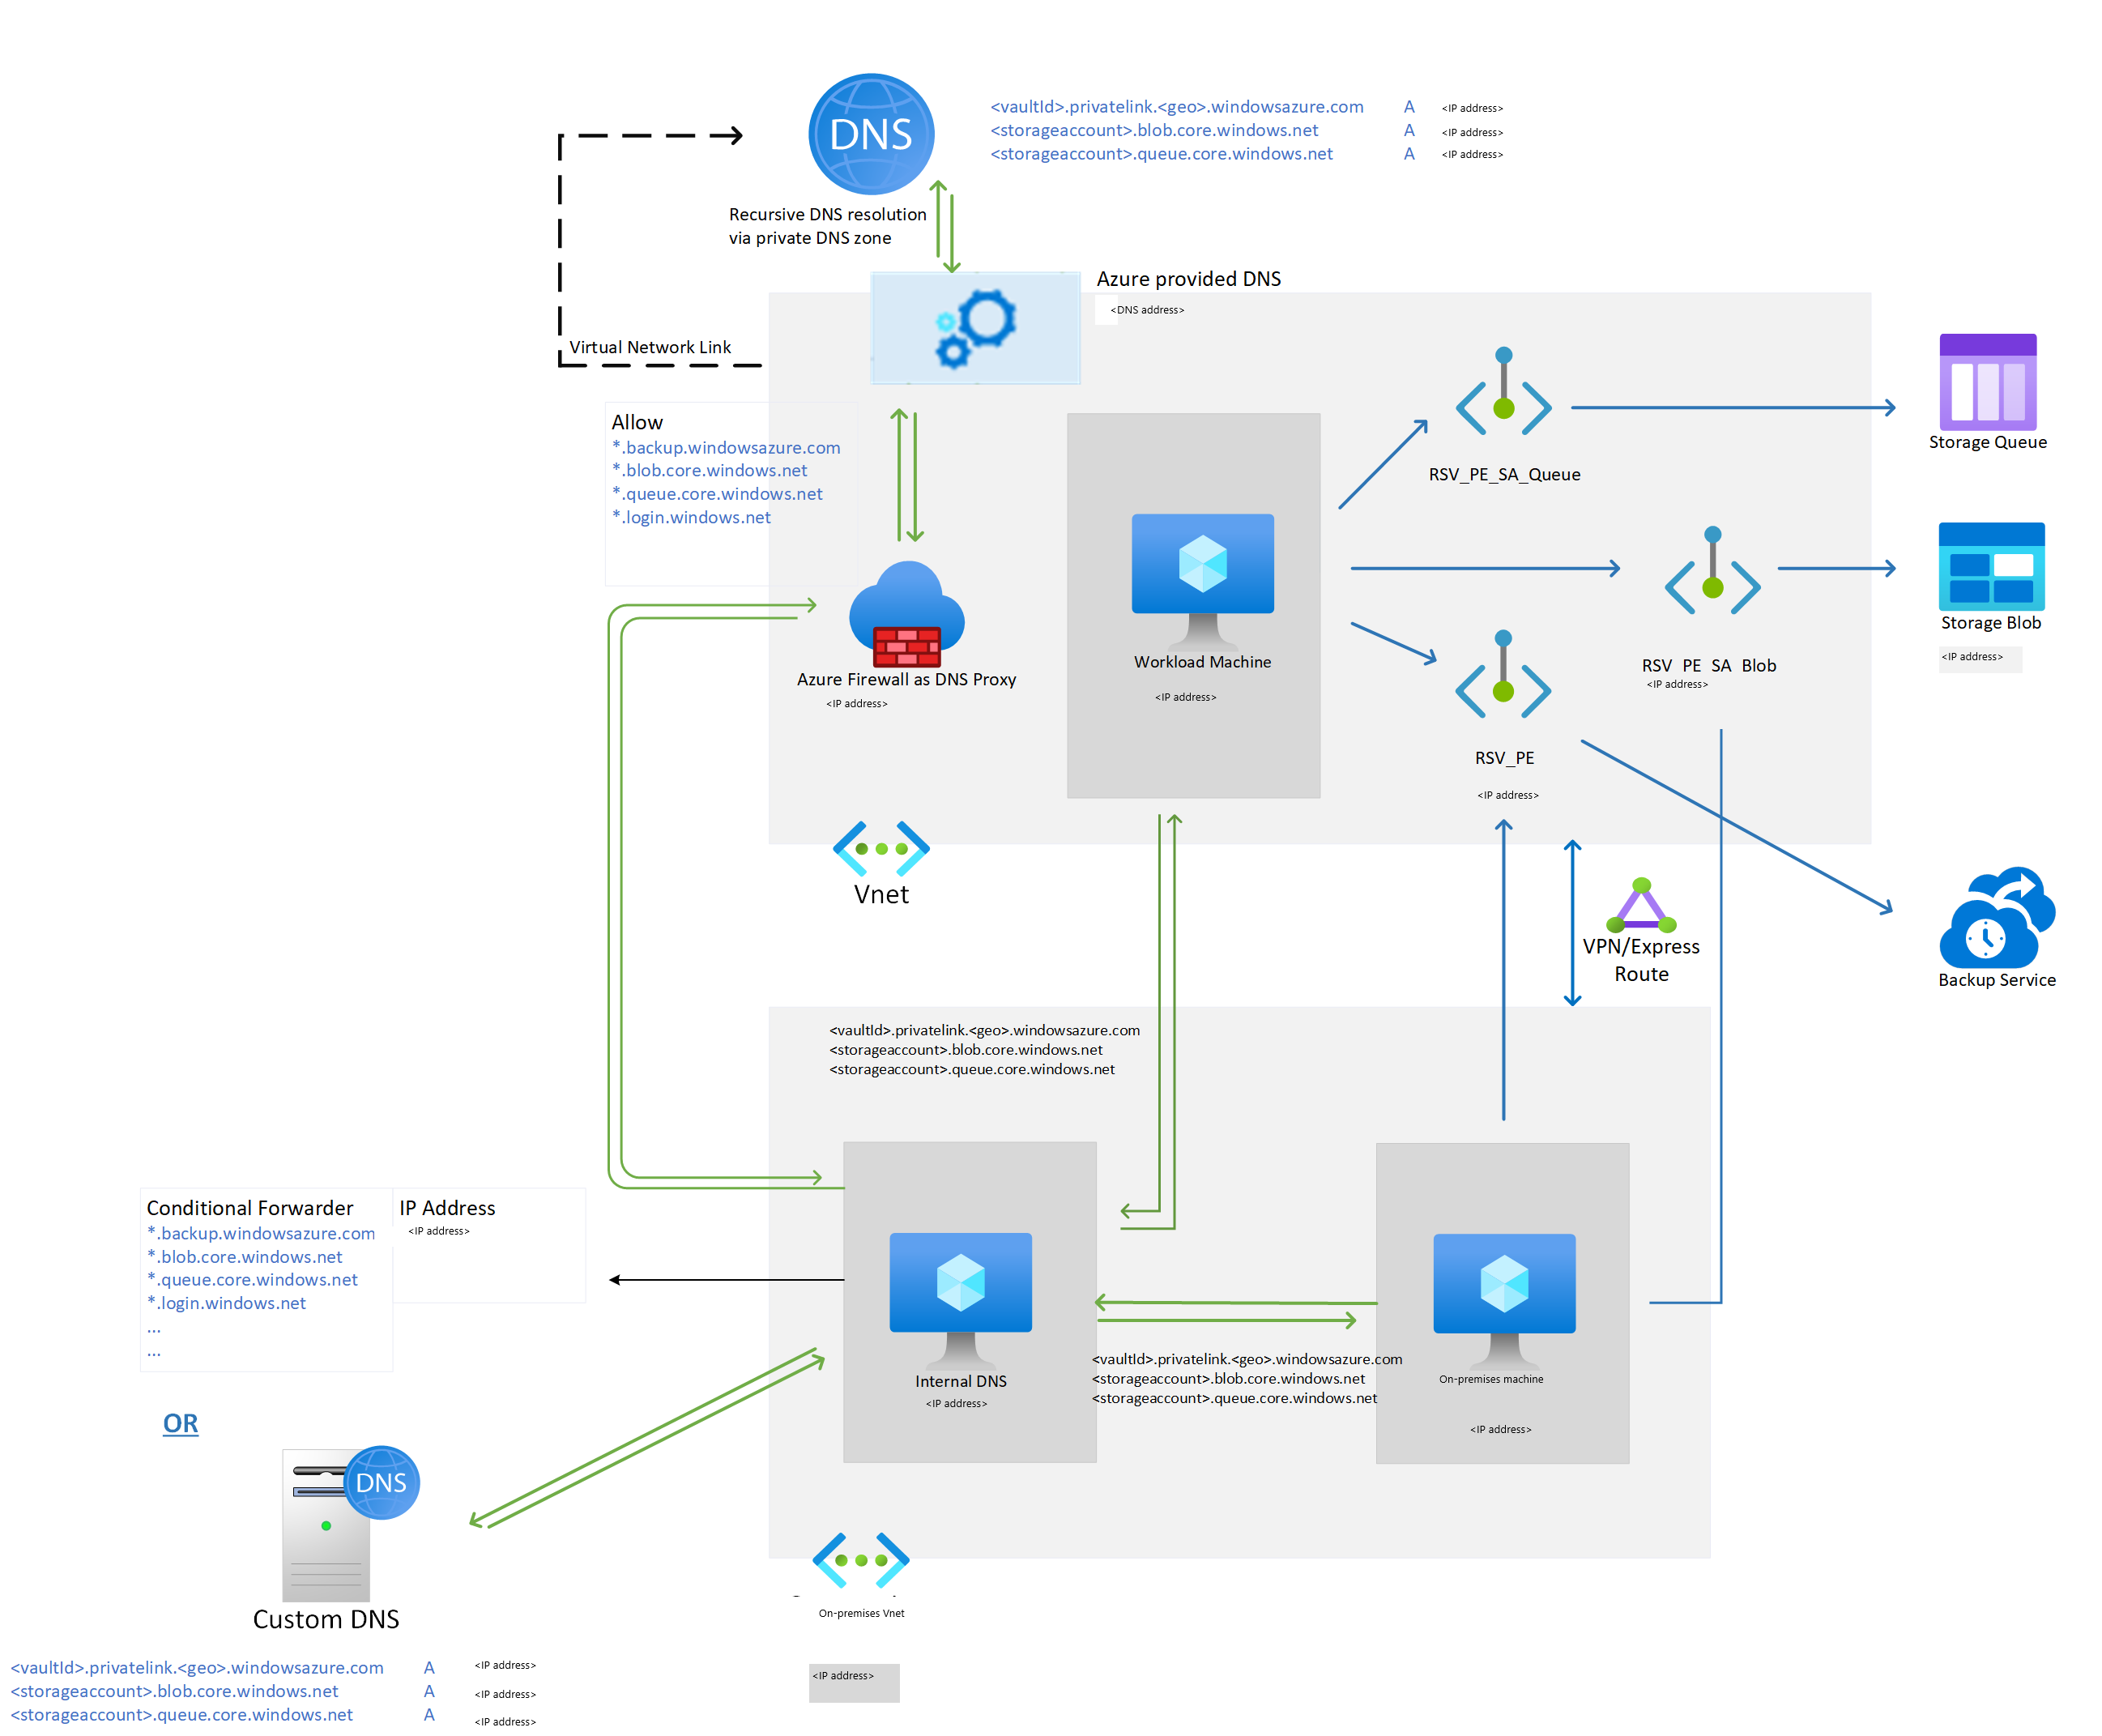 DNS
<vaultId>.privatelink.<geo>.windowsazure.com A <IP address>
<storageaccount>.blob.core.windows.net A <IP address>
<storageaccount>.queue.core.windows.net A <IP address>
Recursive DNS resolution
via private DNS zone
Azure provided DNS
<DNS address>
Virtual Network Link
Allow
*.backup.windowsazure.com
*.blob.core.windows.net
*.queue.core.windows.net
*.login.windows.net
Storage Queue
RSV_PE_SA_Queue
Storage Blob
<IP address>
Workload Machine
<IP address>
RSV_PE_SA_Blob
<IP address>
Azure Firewall as DNS Proxy
<IP address>
RSV_PE
<IP address>
Vnet
VPN/Express
Route
Backup Service
<vaultId>.privatelink.<geo>.windowsazure.com
<storageaccount>.blob.core.windows.net
<storageaccount>.queue.core.windows.net
Conditional Forwarder
*.backup.windowsazure.com
*.blob.core.windows.net
*.queue.core.windows.net
*.login.windows.net
...
...
IP Address
<IP address>
Internal DNS
<IP address>
<vaultId>.privatelink.<geo>.windowsazure.com
<storageaccount>.blob.core.windows.net
<storageaccount>.queue.core.windows.net
On-premises machine
<IP address>
OR
DNS
Custom DNS
On-premises Vnet
<IP address>
<vaultId>.privatelink.<geo>.windowsazure.com A <IP address>
<storageaccount>.blob.core.windows.net A <IP address>
<storageaccount>.queue.core.windows.net A <IP address>